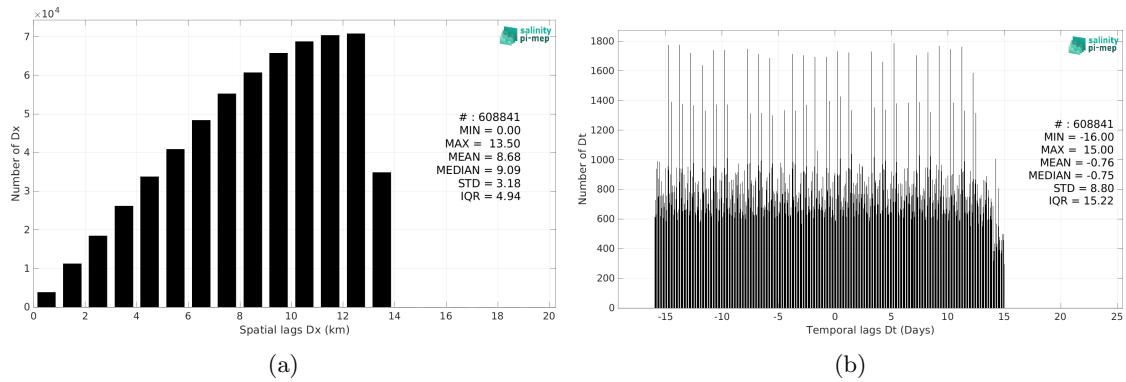 ×10⁴
7
6
5
4
3
2
1
0
Number of Dx
0 2 4 6 8 10 12 14 16 18 20
Spatial lags Dx (km)
salinity
pi-mep
# : 608841
MIN = 0.00
MAX = 13.50
MEAN = 8.68
MEDIAN = 9.09
STD = 3.18
IQR = 4.94
(a)
1800
1600
1400
1200
1000
800
600
400
200
0
Number of Dt
-15 -10 -5 0 5 10 15 20 25
Temporal lags Dt (Days)
salinity
pi-mep
# : 608841
MIN = -16.00
MAX = 15.00
MEAN = -0.76
MEDIAN = -0.75
STD = 8.80
IQR = 15.22
(b)